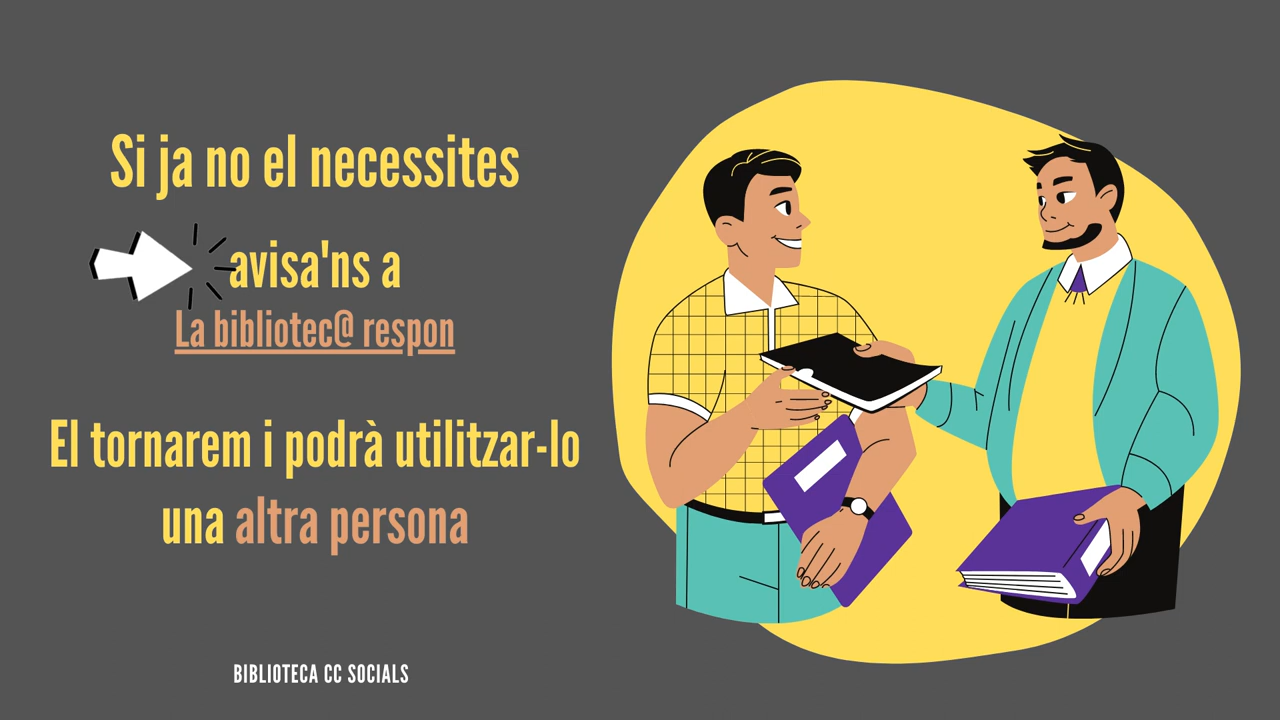 Si ja no el necessites
avisa'ns a
La bibliotec@ respon
El tornarem i podrà utilitzar-lo
una altra persona
BIBLIOTECA CC SOCIALS